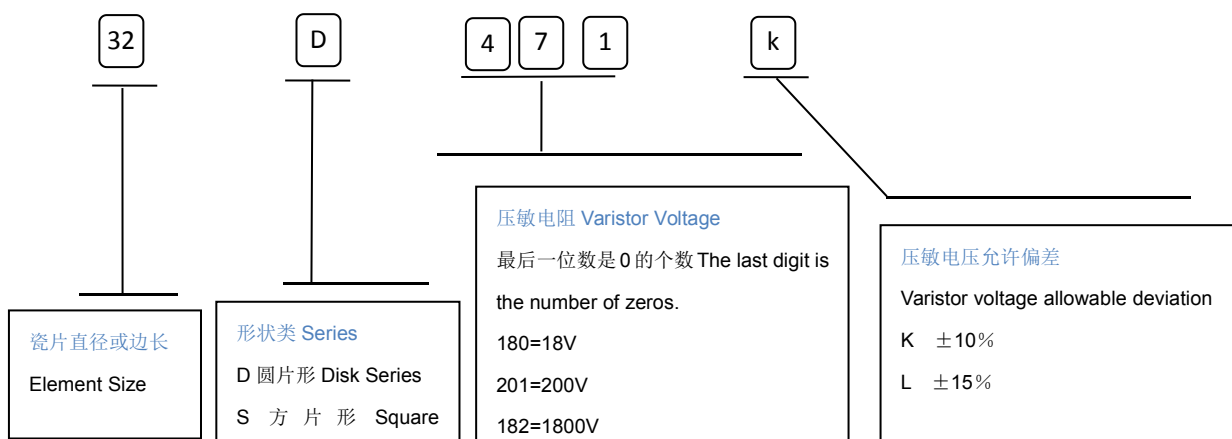 32 D 4 7 1 k
瓷片直径或边长
Element Size
形状类 Series
D 圆片形 Disk Series
S 方 片 形 Square
压敏电阻 Varistor Voltage
最后一位数是 0 的个数 The last digit is
the number of zeros.
180=18V
201=200V
182=1800V
压敏电压允许偏差
Varistor voltage allowable deviation
K ±10%
L ±15%